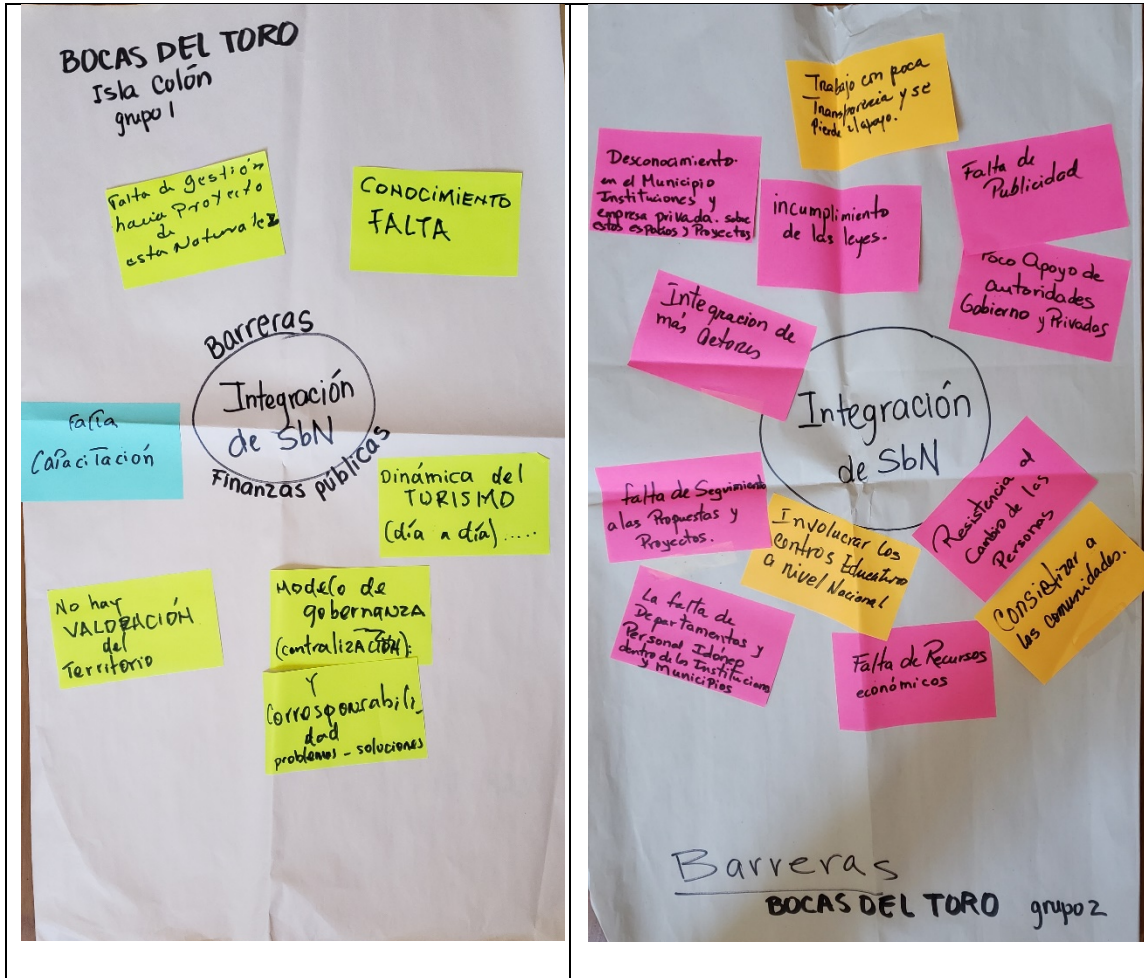 BOCAS DEL TORO
Isla Colón
grupo 1
Falta de gestión
hacia Proyecto
de
esta Naturaleza
CONOCIMIENTO
FALTA
Barreras
Integración
de SbN
Finanzas públicas
Falta
Capacitación
Dinámica del
TURISMO
(día a día).....
No hay
VALORACIÓN
del
Territorio
Modelo de
gobernanza
(centralización):
Y
Corresponsabili_
dad
problemas - soluciones
Trabajo con poca
Transparencia y se
pierde el apoyo.
Desconocimiento.
en el Municipio
Instituciones y
empresa privada. sobre
estos espacios y Proyectos
incumplimiento
de las leyes.
Falta de
Publicidad
Poco Apoyo de
autoridades
Gobierno y Privados
Integracion de
más Actores
Integración
de SbN
falta de Seguimiento
a las Propuestas y
Proyectos.
Involucrar los
centros Educativo
a nivel Nacional
Resistencia al
Cambio de las
Personas
Consietizar a
las comunidades.
La falta de
Departamentos y
Personal Idóneo
dentro de las Instituciones
y Municipios
Falta de Recursos
económicos
Barreras
BOCAS DEL TORO grupo 2